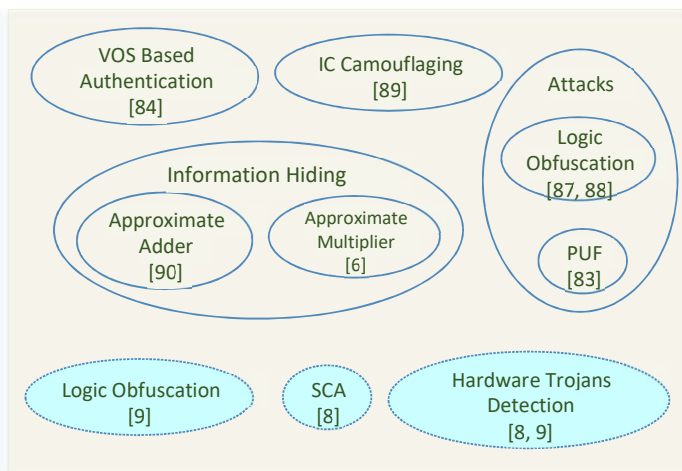 VOS Based
Authentication
[84]
IC Camouflaging
[89]
Attacks
Logic
Obfuscation
[87, 88]
PUF
[83]
Information Hiding
Approximate
Adder
[90]
Approximate
Multiplier
[6]
Logic Obfuscation
[9]
SCA
[8]
Hardware Trojans
Detection
[8, 9]